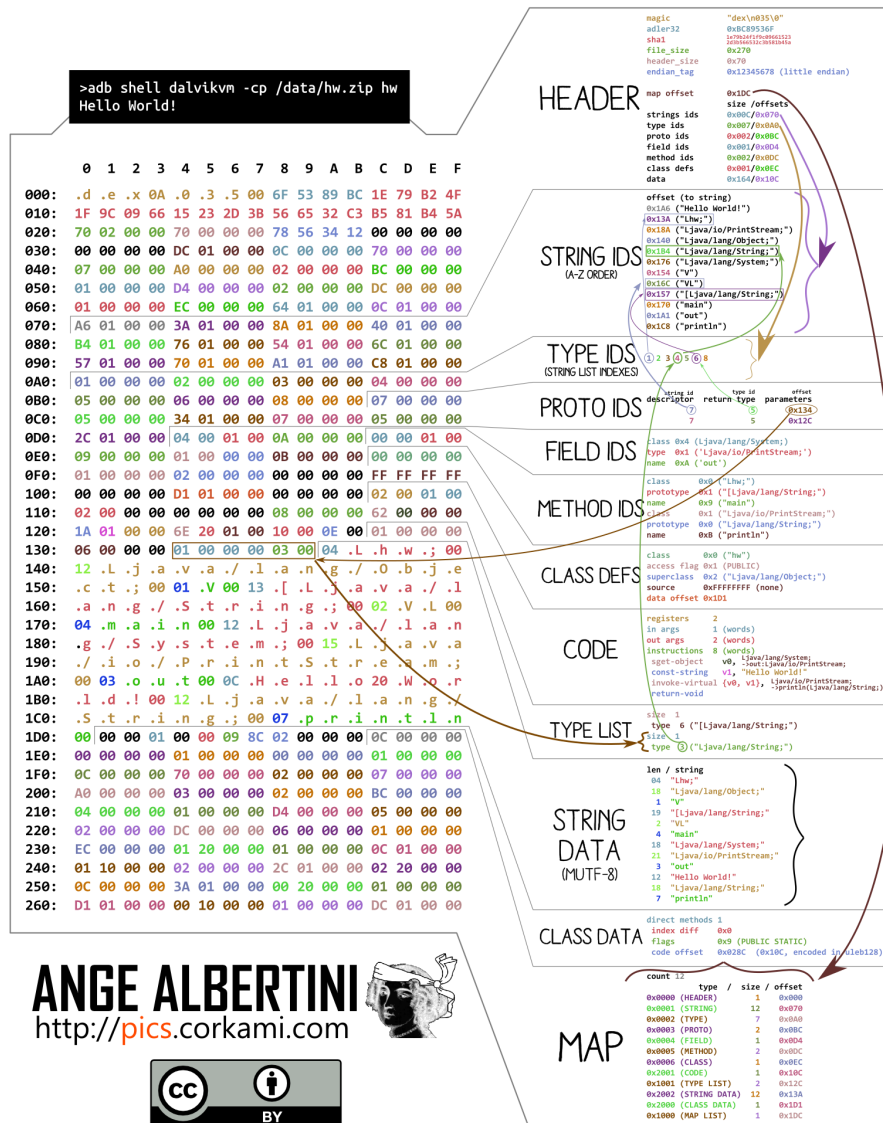 >adb shell dalvikvm -cp /data/hw.zip hw
Hello World!
0 1 2 3 4 5 6 7 8 9 A B C D E F
000: .d .e .x 0A .0 .3 .5 00 6F 53 89 BC 1E 79 B2 4F
010: 1F 9C 09 66 15 23 2D 3B 56 65 32 C3 B5 81 B4 5A
020: 70 02 00 00 70 00 00 00 78 56 34 12 00 00 00 00
030: 00 00 00 00 DC 01 00 00 0C 00 00 00 70 00 00 00
040: 07 00 00 00 A0 00 00 00 02 00 00 00 BC 00 00 00
050: 01 00 00 00 D4 00 00 00 02 00 00 00 DC 00 00 00
060: 01 00 00 00 EC 00 00 00 64 01 00 00 0C 01 00 00
070: A6 01 00 00 3A 01 00 00 8A 01 00 00 40 01 00 00
080: B4 01 00 00 76 01 00 00 54 01 00 00 6C 01 00 00
090: 57 01 00 00 70 01 00 00 A1 01 00 00 C8 01 00 00
0A0: 01 00 00 00 02 00 00 00 03 00 00 00 04 00 00 00
0B0: 05 00 00 00 06 00 00 00 08 00 00 00 07 00 00 00
0C0: 05 00 00 00 34 01 00 00 07 00 00 00 05 00 00 00
0D0: 2C 01 00 00 04 00 01 00 0A 00 00 00 00 00 01 00
0E0: 09 00 00 00 01 00 00 00 0B 00 00 00 00 00 00 00
0F0: 01 00 00 00 02 00 00 00 00 00 00 00 FF FF FF FF
100: 00 00 00 00 D1 01 00 00 00 00 00 00 02 00 01 00
110: 02 00 00 00 00 00 00 00 08 00 00 00 62 00 00 00
120: 1A 01 00 00 6E 20 01 00 10 00 0E 00 01 00 00 00
130: 06 00 00 00 01 00 00 00 03 00 04 .L .h .w .; 00
140: 12 .L .j .a .v .a ./ .l .a .n .g ./ .O .b .j .e
150: .c .t .; 00 01 .V 00 13 .[ .L .j .a .v .a ./ .l
160: .a .n .g ./ .S .t .r .i .n .g .; 00 02 .V .L 00
170: 04 .m .a .i .n 00 12 .L .j .a .v .a ./ .l .a .n
180: .g ./ .S .y .s .t .e .m .; 00 15 .L .j .a .v .a
190: ./ .i .o ./ .P .r .i .n .t .S .t .r .e .a .m .;
1A0: 00 03 .o .u .t 00 0C .H .e .l .l .o 20 .W .o .r
1B0: .l .d .! 00 12 .L .j .a .v .a ./ .l .a .n .g ./
1C0: .S .t .r .i .n .g .; 00 07 .p .r .i .n .t .l .n
1D0: 00 00 00 01 00 00 09 8C 02 00 00 00 0C 00 00 00
1E0: 00 00 00 00 01 00 00 00 00 00 00 00 01 00 00 00
1F0: 0C 00 00 00 70 00 00 00 02 00 00 00 07 00 00 00
200: A0 00 00 00 03 00 00 00 02 00 00 00 BC 00 00 00
210: 04 00 00 00 01 00 00 00 D4 00 00 00 05 00 00 00
220: 02 00 00 00 DC 00 00 00 06 00 00 00 01 00 00 00
230: EC 00 00 00 01 20 00 00 01 00 00 00 0C 01 00 00
240: 01 10 00 00 02 00 00 00 2C 01 00 00 02 20 00 00
250: 0C 00 00 00 3A 01 00 00 00 20 00 00 01 00 00 00
260: D1 01 00 00 00 10 00 00 01 00 00 00 DC 01 00 00
ANGE ALBERTINI
http://pics.corkami.com
cc
BY
HEADER
magic "dex\n035\0"
adler32 0xBC89536F
sha1 1e79b24f1f9c09661523
2d3b566532c3b581b45a
file_size 0x270
header_size 0x70
endian_tag 0x12345678 (little endian)
map offset 0x1DC
size /offsets
strings ids 0x00C/0x070
type ids 0x007/0x0A0
proto ids 0x002/0x0BC
field ids 0x001/0x0D4
method ids 0x002/0x0DC
class defs 0x001/0x0EC
data 0x164/0x10C
STRING IDS
(A-Z ORDER)
offset (to string)
0x1A6 ("Hello World!")
0x13A ("Lhw;")
0x18A ("Ljava/io/PrintStream;")
0x140 ("Ljava/lang/Object;")
0x1B4 ("Ljava/lang/String;")
0x176 ("Ljava/lang/System;")
0x154 ("V")
0x16C ("VL")
0x157 ("[Ljava/lang/String;")
0x170 ("main")
0x1A1 ("out")
0x1C8 ("println")
TYPE IDS
(STRING LIST INDEXES)
1 2 3 4 5 6 8
PROTO IDS
string id type id offset
descriptor return type parameters
7 5 0x134
7 5 0x12C
FIELD IDS
class 0x4 (Ljava/lang/System;)
type 0x1 ('Ljava/io/PrintStream;')
name 0xA ('out')
METHOD IDS
class 0x0 ("Lhw;")
prototype 0x1 ("[Ljava/lang/String;")
name 0x9 ("main")
class 0x1 ("Ljava/io/PrintStream;")
prototype 0x0 ("Ljava/lang/String;")
name 0xB ("println")
CLASS DEFS
class 0x0 ("hw")
access flag 0x1 (PUBLIC)
superclass 0x2 ("Ljava/lang/Object;")
source 0xFFFFFFFF (none)
data offset 0x1D1
CODE
registers 2
in args 1 (words)
out args 2 (words)
instructions 8 (words)
sget-object v0, Ljava/lang/System;
->out:Ljava/io/PrintStream;
const-string v1, "Hello World!"
invoke-virtual {v0, v1}, Ljava/io/PrintStream;
->println(Ljava/lang/String;)
return-void
TYPE LIST
size 1
type 6 ("[Ljava/lang/String;")
size 1
type 3 ("Ljava/lang/String;")
STRING DATA
(MUTF-8)
len / string
04 "Lhw;"
18 "Ljava/lang/Object;"
1 "V"
19 "[Ljava/lang/String;"
2 "VL"
4 "main"
18 "Ljava/lang/System;"
21 "Ljava/io/PrintStream;"
3 "out"
12 "Hello World!"
18 "Ljava/lang/String;"
7 "println"
CLASS DATA
direct methods 1
index diff 0x0
flags 0x9 (PUBLIC STATIC)
code offset 0x028C (0x10C, encoded in uleb128)
MAP
count 12
type / size / offset
0x0000 (HEADER) 1 0x000
0x0001 (STRING) 12 0x070
0x0002 (TYPE) 7 0x0A0
0x0003 (PROTO) 2 0x0BC
0x0004 (FIELD) 1 0x0D4
0x0005 (METHOD) 2 0x0DC
0x0006 (CLASS) 1 0x0EC
0x2001 (CODE) 1 0x10C
0x1001 (TYPE LIST) 2 0x12C
0x2002 (STRING DATA) 12 0x13A
0x2000 (CLASS DATA) 1 0x1D1
0x1000 (MAP LIST) 1 0x1DC